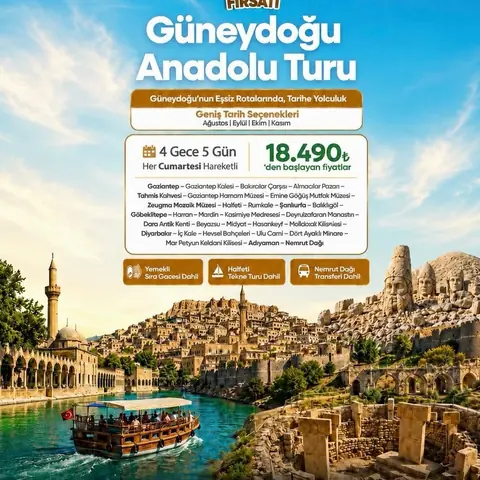 FIRSATI
Güneydoğu
Anadolu Turu
Güneydoğu'nun Eşsiz Rotalarında, Tarihe Yolculuk
Geniş Tarih Seçenekleri
Ağustos | Eylül | Ekim | Kasım
4 Gece 5 Gün
Her Cumartesi Hareketli
18.490₺
'den başlayan fiyatlar
Gaziantep – Gaziantep Kalesi – Bakırcılar Çarşısı – Almacılar Pazarı –
Tahmis Kahvesi – Gaziantep Hamam Müzesi – Emine Göğüş Mutfak Müzesi –
Zeugma Mozaik Müzesi – Halfeti – Rumkale – Şanlıurfa – Balıklıgöl –
Göbeklitepe – Harran – Mardin – Kasimiye Medresesi – Deyrulzafaran Manastırı –
Dara Antik Kenti – Beyazsu – Midyat – Hasankeyf –
Diyarbakır – İç Kale – Hevsel Bahçeleri – Ulu Cami – Dört Ayaklı Minare –
Mar Petyun Keldani Kilisesi – Adıyaman – Nemrut Dağı
Yemekli
Sıra Gecesi Dahil
Halfeti
Tekne Turu Dahil
Nemrut Dağı
Transferi Dahil